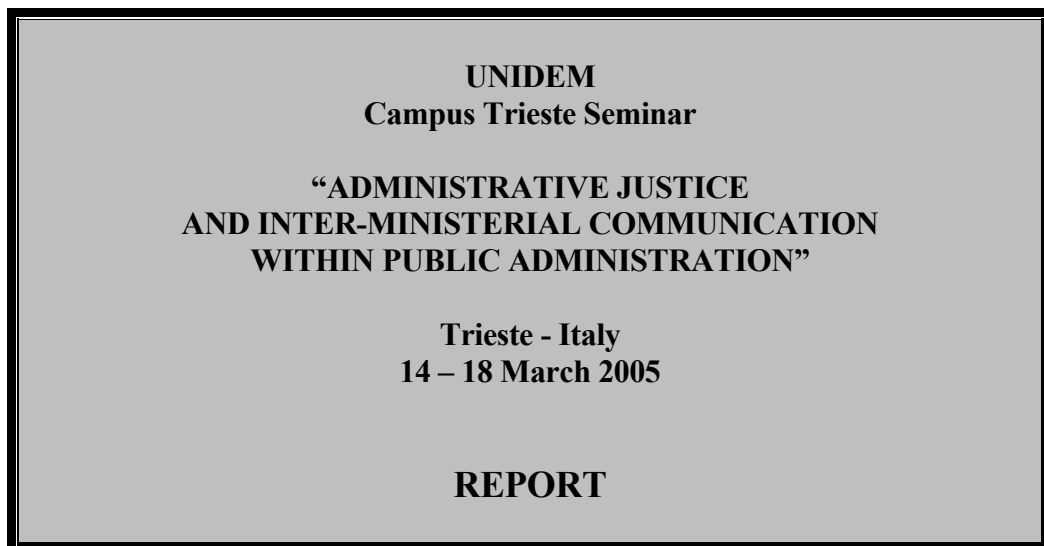 UNIDEM
Campus Trieste Seminar
“ADMINISTRATIVE JUSTICE
AND INTER-MINISTERIAL COMMUNICATION
WITHIN PUBLIC ADMINISTRATION”
Trieste - Italy
14 – 18 March 2005
REPORT